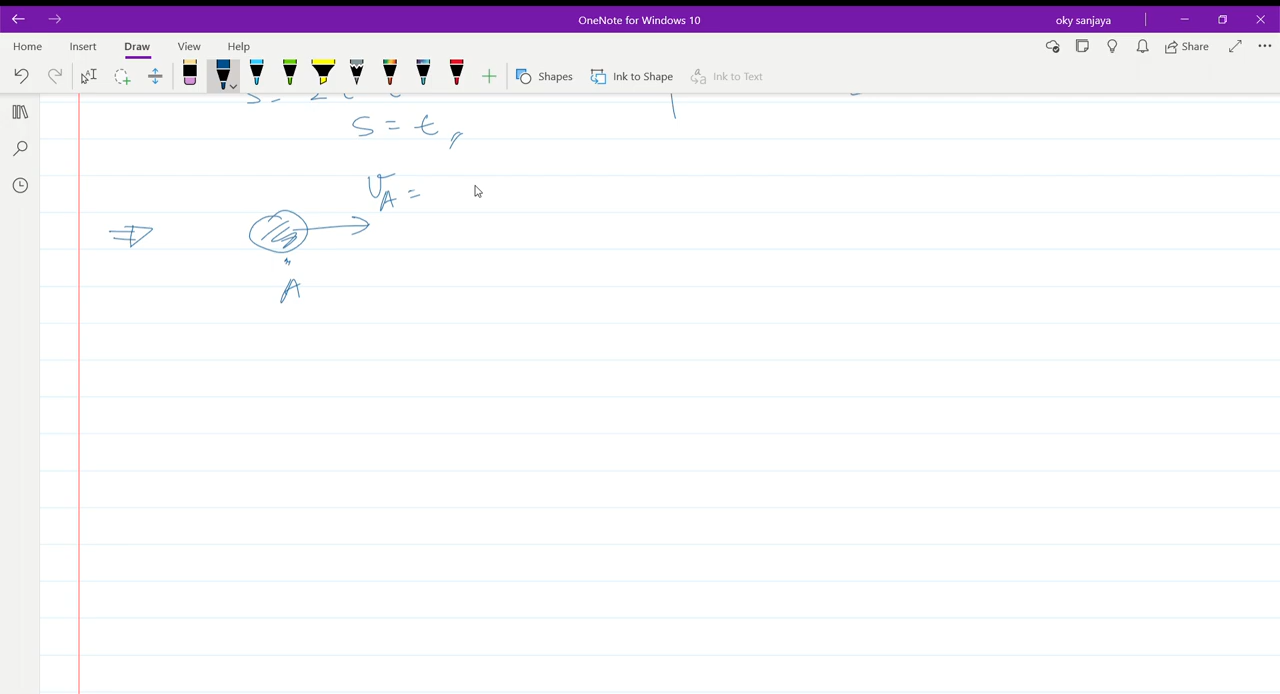 OneNote for Windows 10
oky sanjaya
Home Insert Draw View Help
Share
Shapes Ink to Shape Ink to Text
S = t
V_A =
A